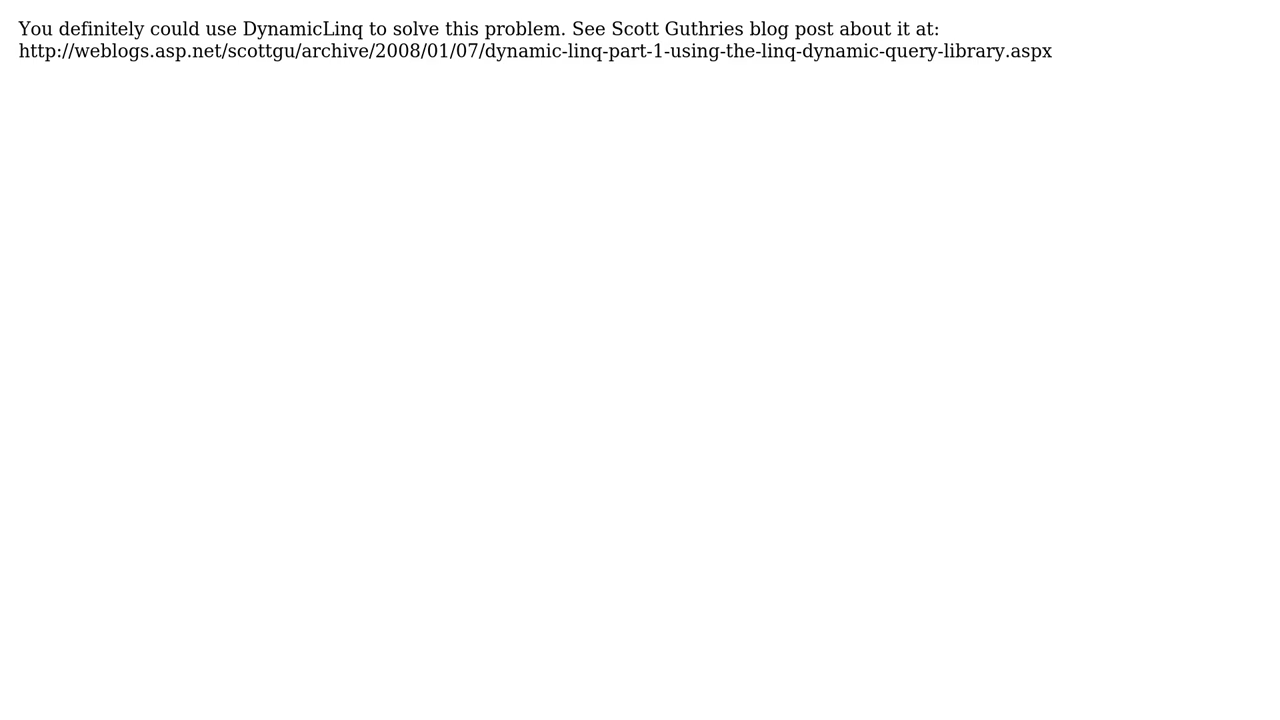 You definitely could use DynamicLinq to solve this problem. See Scott Guthries blog post about it at:
http://weblogs.asp.net/scottgu/archive/2008/01/07/dynamic-linq-part-1-using-the-linq-dynamic-query-library.aspx